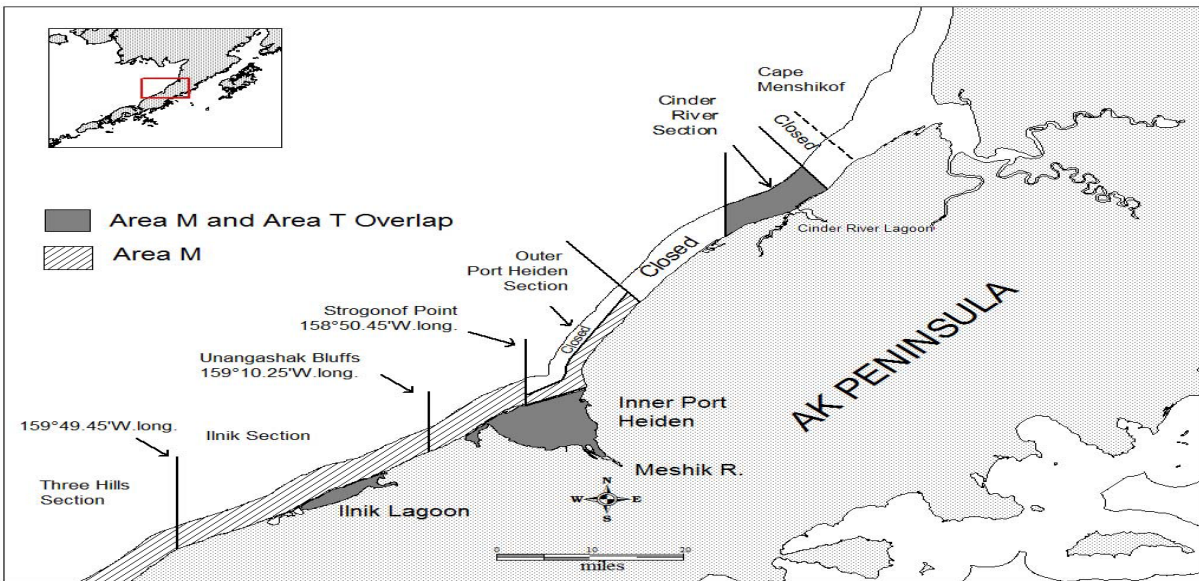 Cape
Menshikof
Cinder
River
Section
Closed
Area M and Area T Overlap
Area M
Cinder River Lagoon
Closed
Outer
Port Heiden
Section
Closed
Strogonof Point
158°50.45'W.long.
Unangashak Bluffs
159°10.25'W.long.
AK PENINSULA
Inner Port
Heiden
159°49.45'W.long.
Ilnik Section
Meshik R.
Three Hills
Section
Ilnik Lagoon
N
W E
S
0 10 20
miles